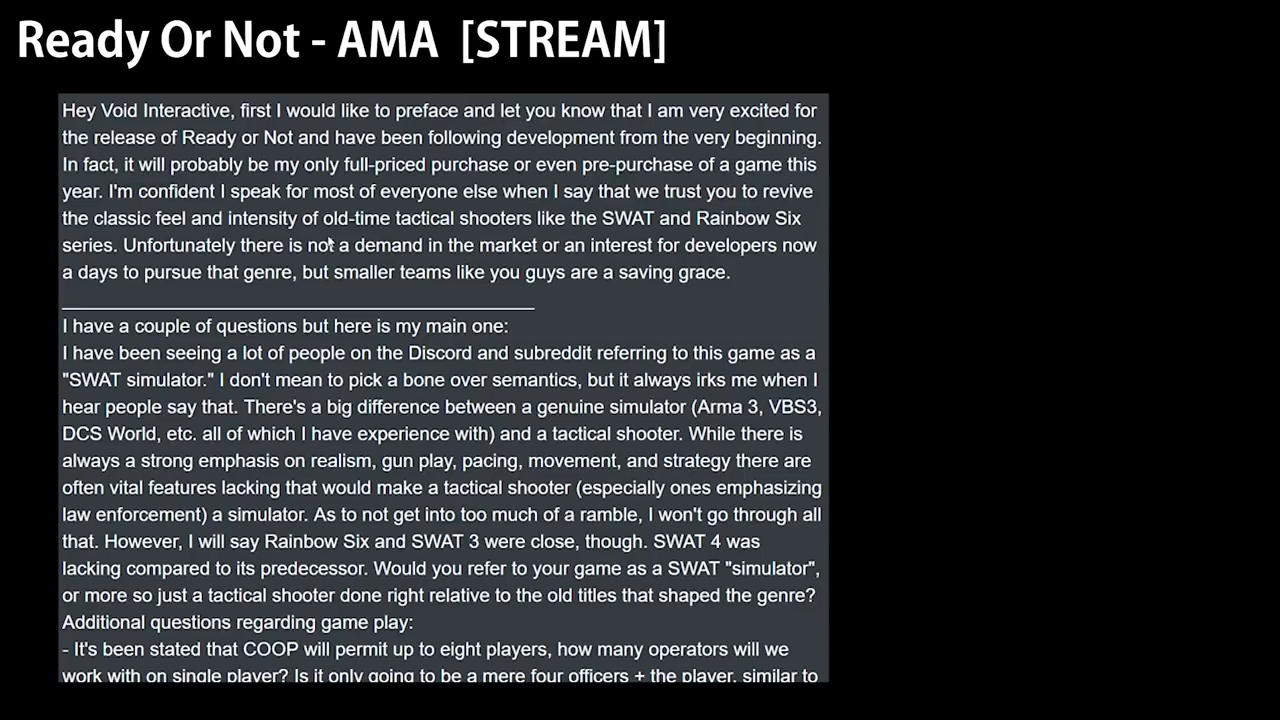 Ready Or Not - AMA [STREAM]
Hey Void Interactive, first I would like to preface and let you know that I am very excited for
the release of Ready or Not and have been following development from the very beginning.
In fact, it will probably be my only full-priced purchase or even pre-purchase of a game this
year. I'm confident I speak for most of everyone else when I say that we trust you to revive
the classic feel and intensity of old-time tactical shooters like the SWAT and Rainbow Six
series. Unfortunately there is not a demand in the market or an interest for developers now
a days to pursue that genre, but smaller teams like you guys are a saving grace.
I have a couple of questions but here is my main one:
I have been seeing a lot of people on the Discord and subreddit referring to this game as a
"SWAT simulator." I don't mean to pick a bone over semantics, but it always irks me when I
hear people say that. There's a big difference between a genuine simulator (Arma 3, VBS3,
DCS World, etc. all of which I have experience with) and a tactical shooter. While there is
always a strong emphasis on realism, gun play, pacing, movement, and strategy there are
often vital features lacking that would make a tactical shooter (especially ones emphasizing
law enforcement) a simulator. As to not get into too much of a ramble, I won't go through all
that. However, I will say Rainbow Six and SWAT 3 were close, though. SWAT 4 was
lacking compared to its predecessor. Would you refer to your game as a SWAT "simulator",
or more so just a tactical shooter done right relative to the old titles that shaped the genre?
Additional questions regarding game play:
- It's been stated that COOP will permit up to eight players, how many operators will we
work with on single player? Is it only going to be a mere four officers + the player, similar to